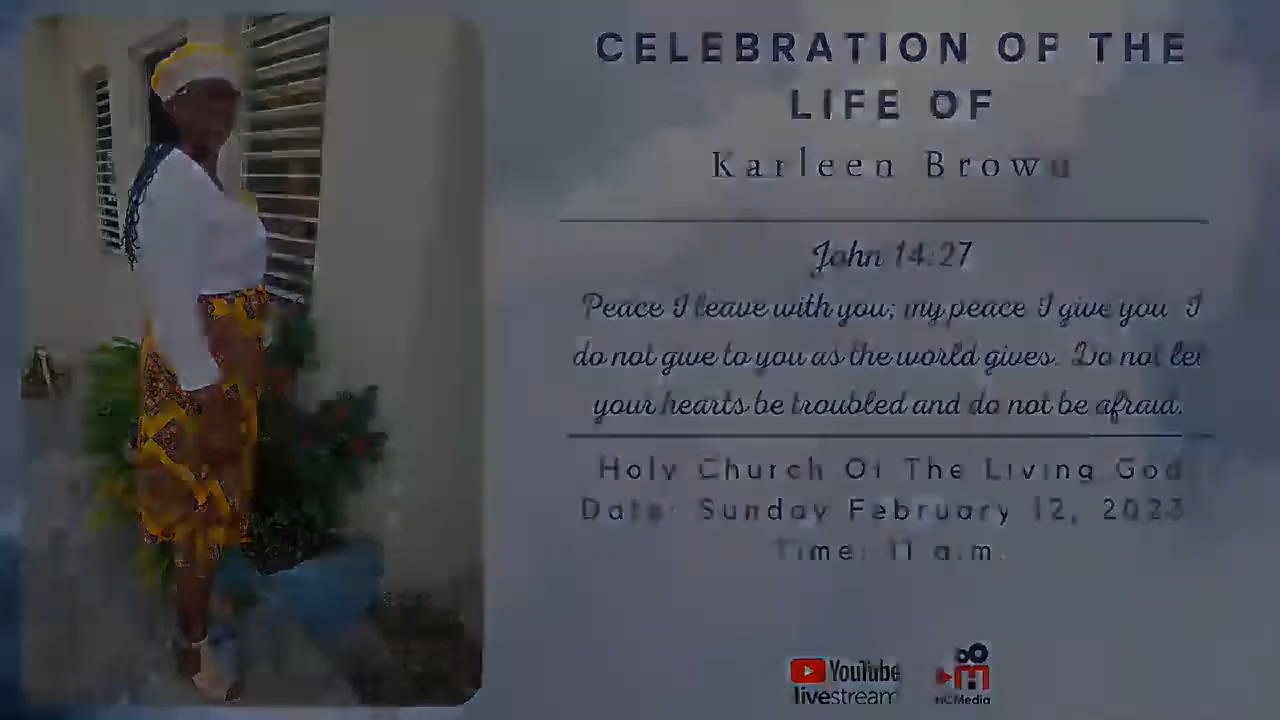 CELEBRATION OF THE
LIFE OF
Karleen Brown
John 14:27
Peace I leave with you; my peace I give you. I
do not give to you as the world gives. Do not let
your hearts be troubled and do not be afraid.
Holy Church Of The Living God
Date: Sunday February 12, 2023
Time: 11 a.m.
YouTube
livestream
HCMedia